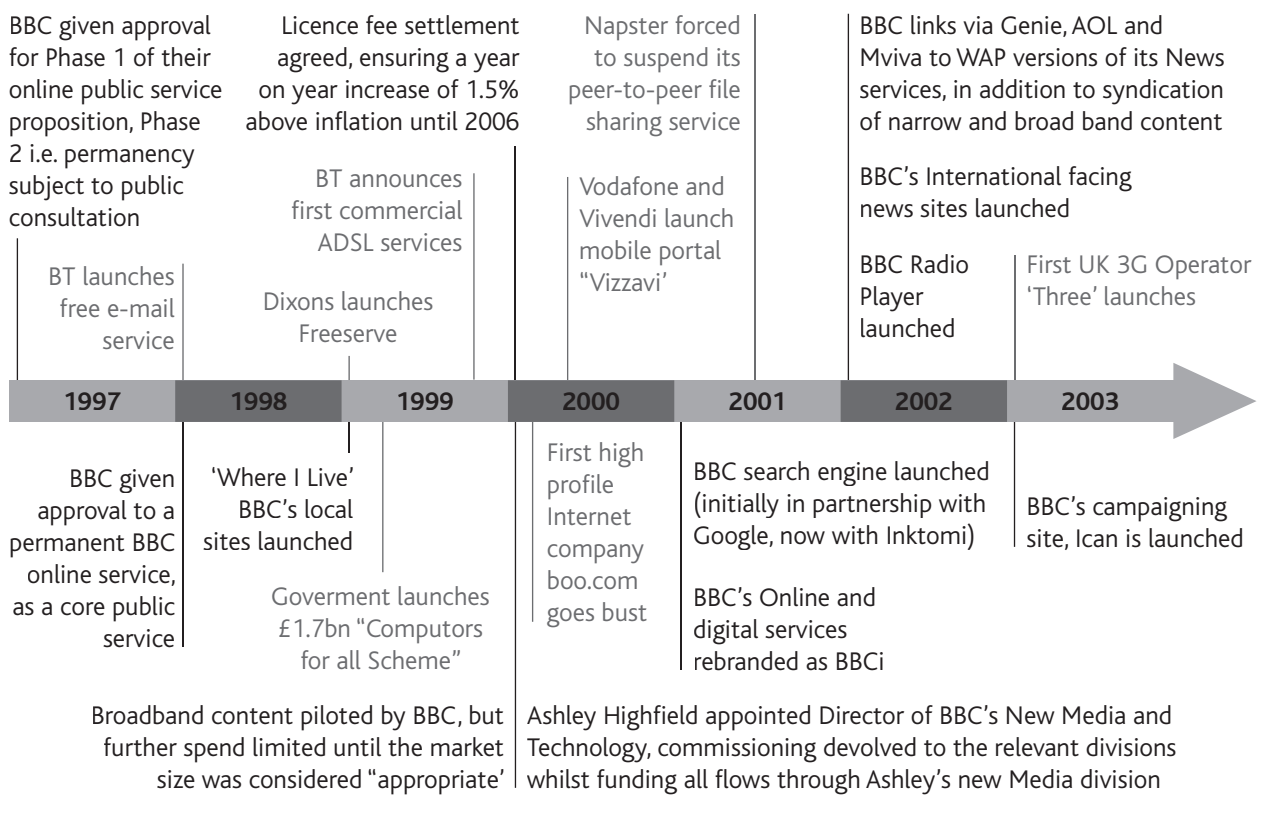 BBC given approval
for Phase 1 of their
online public service
proposition, Phase
2 i.e. permanency
subject to public
consultation
Licence fee settlement
agreed, ensuring a year
on year increase of 1.5%
above inflation until 2006
Napster forced
to suspend its
peer-to-peer file
sharing service
BBC links via Genie, AOL and
Mviva to WAP versions of its News
services, in addition to syndication
of narrow and broad band content
BBC's International facing
news sites launched
BT announces
first commercial
ADSL services
Vodafone and
Vivendi launch
mobile portal
“Vizzavi’
BT launches
free e-mail
service
Dixons launches
Freeserve
BBC Radio
Player
launched
First UK 3G Operator
‘Three’ launches
1997 1998 1999 2000 2001 2002 2003
BBC given
approval to a
permanent BBC
online service,
as a core public
service
‘Where I Live’
BBC’s local
sites launched
Goverment launches
£1.7bn “Computors
for all Scheme”
First high
profile
Internet
company
boo.com
goes bust
BBC search engine launched
(initially in partnership with
Google, now with Inktomi)
BBC’s Online and
digital services
rebranded as BBCi
BBC’s campaigning
site, Ican is launched
Broadband content piloted by BBC, but
further spend limited until the market
size was considered “appropriate’
Ashley Highfield appointed Director of BBC’s New Media and
Technology, commissioning devolved to the relevant divisions
whilst funding all flows through Ashley’s new Media division